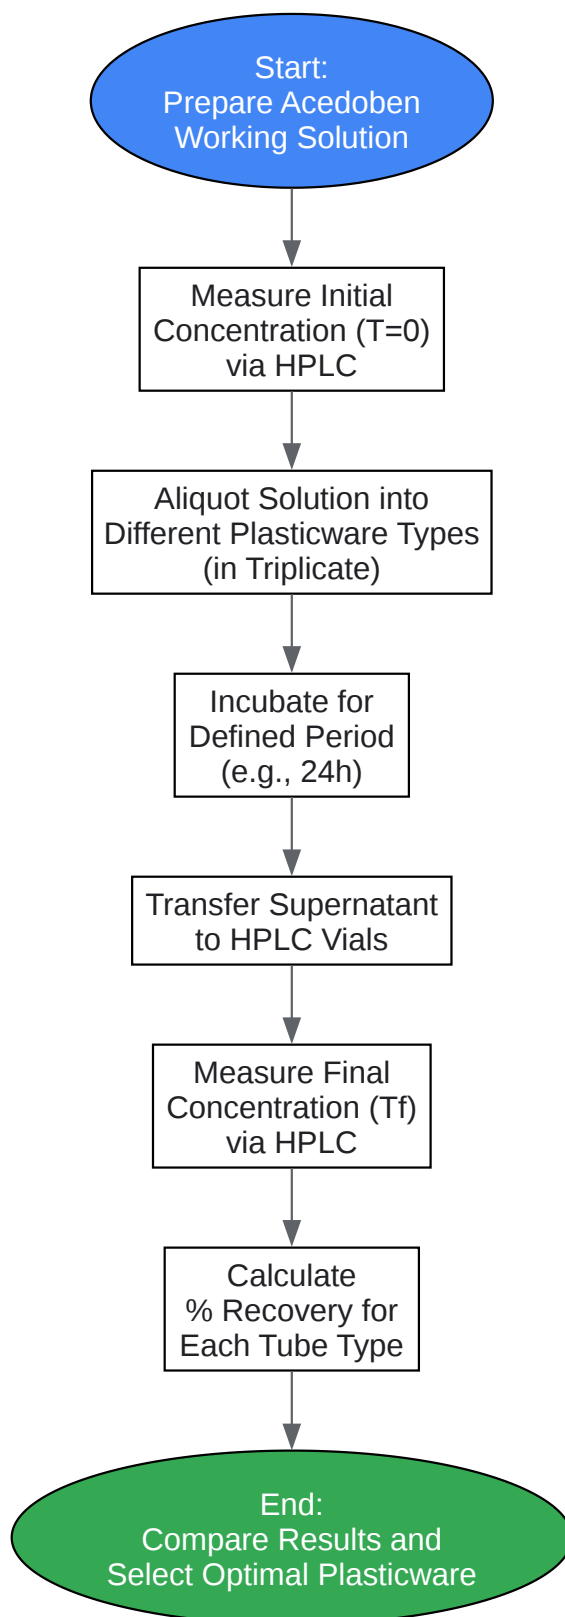 Start:
Prepare Acedoben
Working Solution
Measure Initial
Concentration (T=0)
via HPLC
Aliquot Solution into
Different Plasticware Types
(in Triplicate)
Incubate for
Defined Period
(e.g., 24h)
Transfer Supernatant
to HPLC Vials
Measure Final
Concentration (Tf)
via HPLC
Calculate
% Recovery for
Each Tube Type
End:
Compare Results and
Select Optimal Plasticware